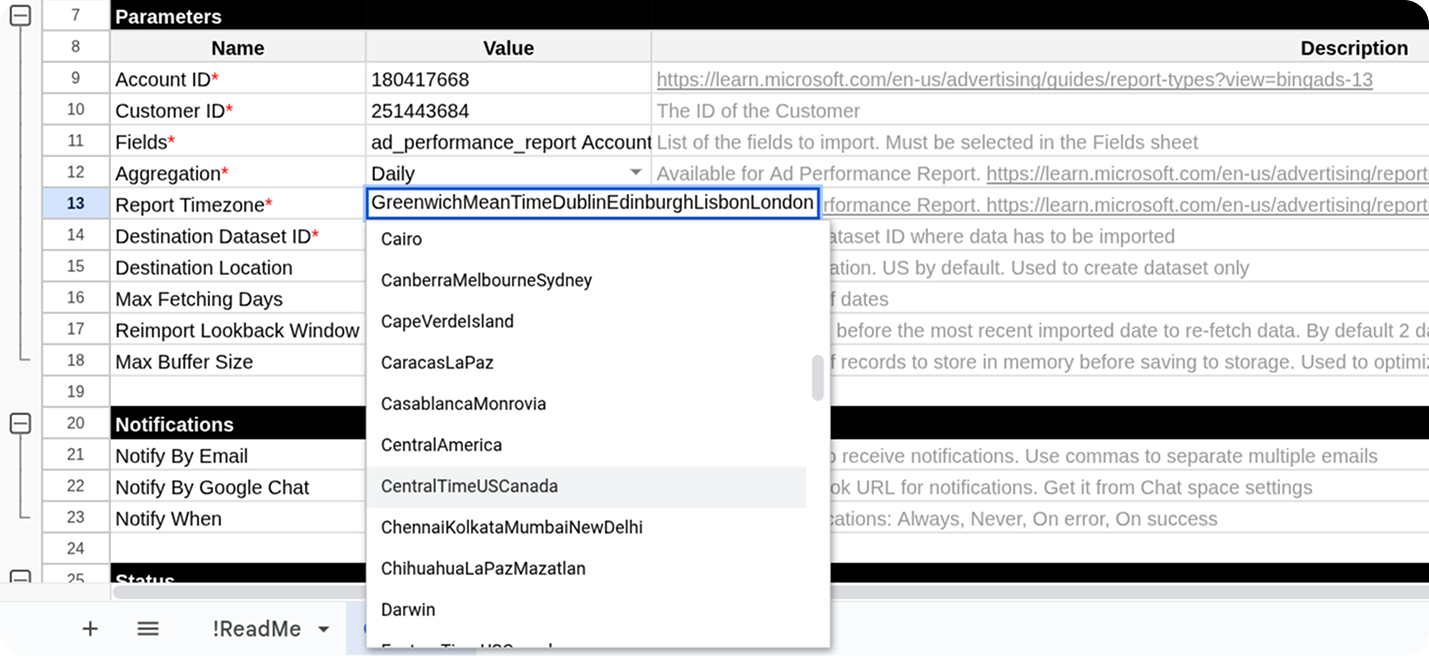 7 Parameters
8 Name Value Description
9 Account ID* 180417668 https://learn.microsoft.com/en-us/advertising/guides/report-types?view=bingads-13
10 Customer ID* 251443684 The ID of the Customer
11 Fields* ad_performance_report Account List of the fields to import. Must be selected in the Fields sheet
12 Aggregation* Daily Available for Ad Performance Report. https://learn.microsoft.com/en-us/advertising/report
13 Report Timezone* GreenwichMeanTimeDublinEdinburghLisbonLondon rformance Report. https://learn.microsoft.com/en-us/advertising/report
14 Destination Dataset ID* ataset ID where data has to be imported
15 Destination Location ation. US by default. Used to create dataset only
16 Max Fetching Days f dates
17 Reimport Lookback Window before the most recent imported date to re-fetch data. By default 2 d
18 Max Buffer Size f records to store in memory before saving to storage. Used to optimi
19
20 Notifications
21 Notify By Email o receive notifications. Use commas to separate multiple emails
22 Notify By Google Chat ok URL for notifications. Get it from Chat space settings
23 Notify When cations: Always, Never, On error, On success
24
25 Status
Cairo
CanberraMelbourneSydney
CapeVerdeIsland
CaracasLaPaz
CasablancaMonrovia
CentralAmerica
CentralTimeUSCanada
ChennaiKolkataMumbaiNewDelhi
ChihuahuaLaPazMazatlan
Darwin
+ !ReadMe